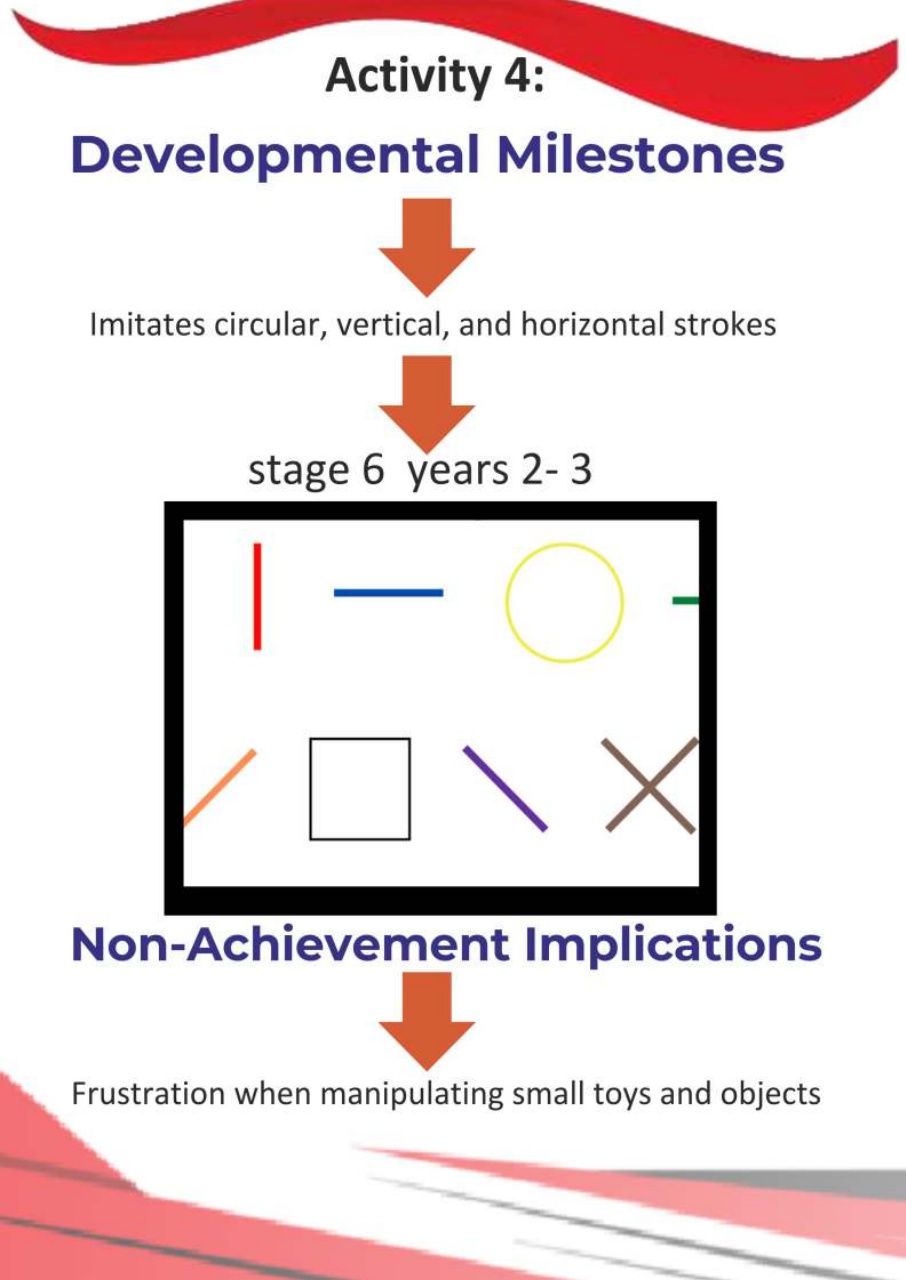 Activity 4:
Developmental Milestones
Imitates circular, vertical, and horizontal strokes
stage 6 years 2- 3
Non-Achievement Implications
Frustration when manipulating small toys and objects